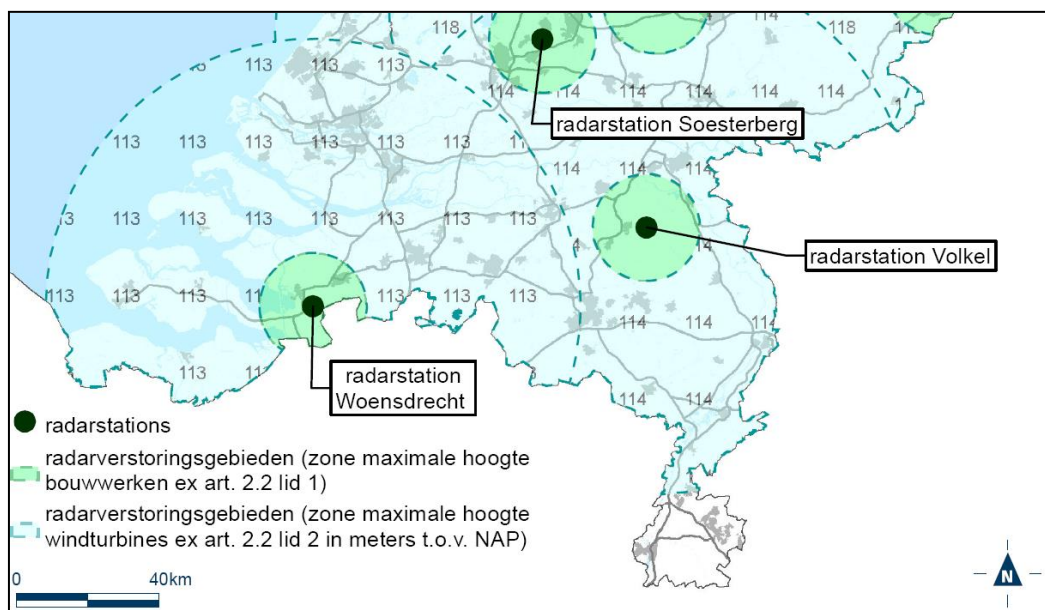 114 114
118 118
113 113 113
114 114 114 114 114
radarstation Soesterberg
113 113 113 113 113 113
114 114 114
113 113 113 113 113 113 113
radarstation Volkel
113 113 113 113 113 113
114 114 114
radarstation
Woensdrecht
113
114 114
radarstations
radarverstoringsgebieden (zone maximale hoogte
bouwwerken ex art. 2.2 lid 1)
radarverstoringsgebieden (zone maximale hoogte
windturbines ex art. 2.2 lid 2 in meters t.o.v. NAP)
0 40km
N